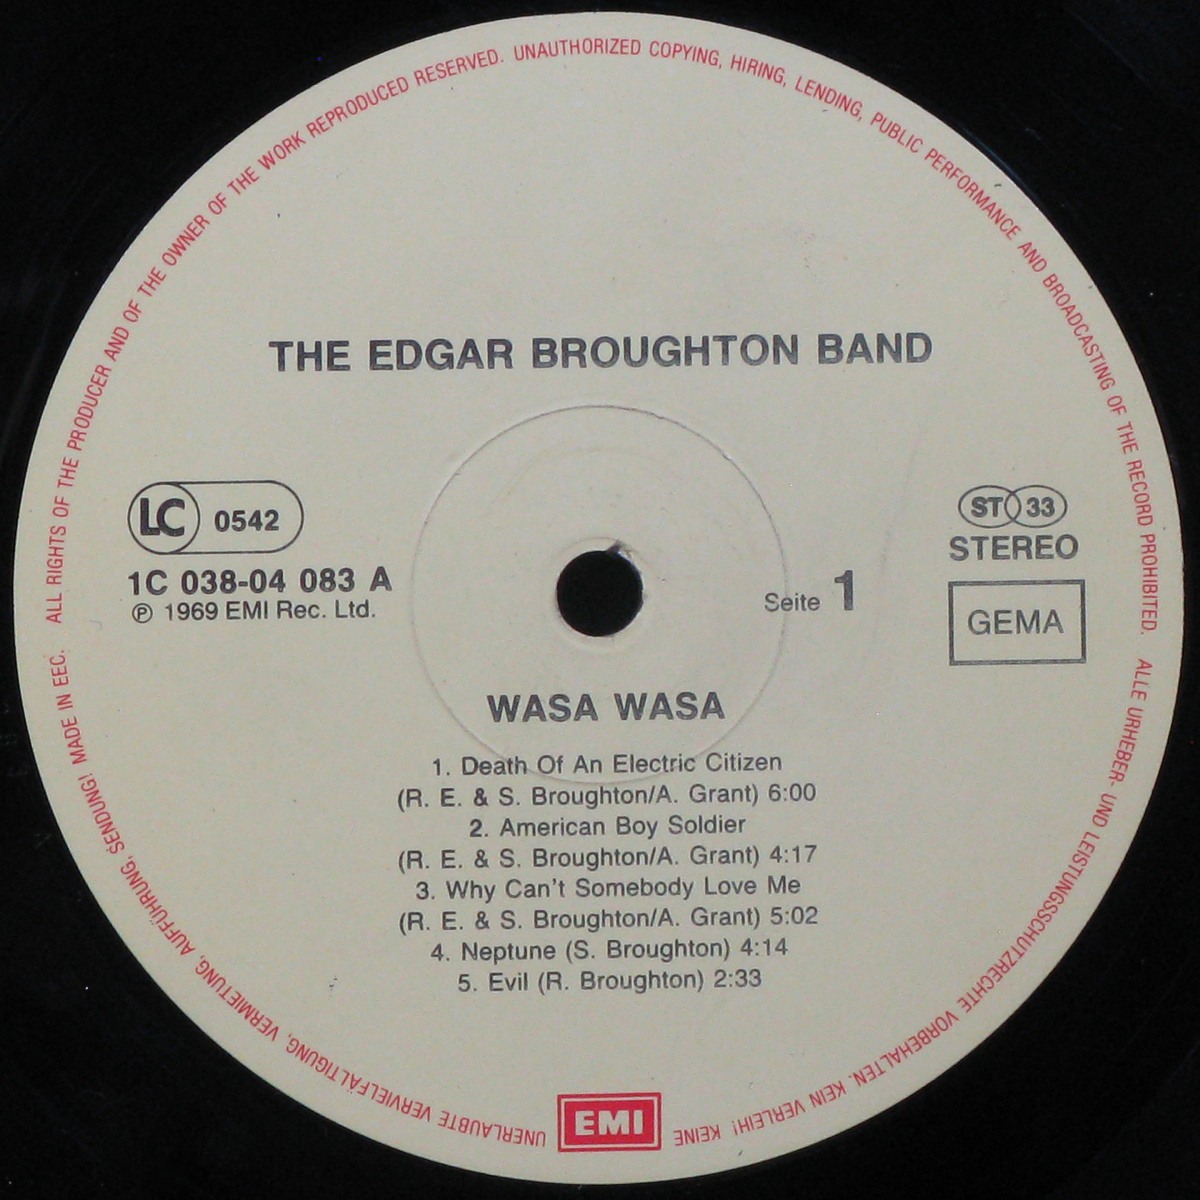 ALL RIGHTS OF THE PRODUCER AND OF THE OWNER OF THE WORK REPRODUCED RESERVED. UNAUTHORIZED COPYING, HIRING, LENDING, PUBLIC PERFORMANCE AND BROADCASTING OF THE RECORD PROHIBITED.
THE EDGAR BROUGHTON BAND
LC 0542
1C 038-04 083 A
℗ 1969 EMI Rec. Ltd.
Seite 1
ST 33
STEREO
GEMA
WASA WASA
1. Death Of An Electric Citizen
(R. E. & S. Broughton/A. Grant) 6:00
2. American Boy Soldier
(R. E. & S. Broughton/A. Grant) 4:17
3. Why Can't Somebody Love Me
(R. E. & S. Broughton/A. Grant) 5:02
4. Neptune (S. Broughton) 4:14
5. Evil (R. Broughton) 2:33
ALLE URHEBER- UND LEISTUNGSSCHUTZRECHTE VORBEHALTEN. KEIN VERLEIH! KEINE
EMI
UNERLAUBTE VERVIELFÄLTIGUNG, VERMIETUNG, AUFFÜHRUNG, SENDUNG! MADE IN EEC.